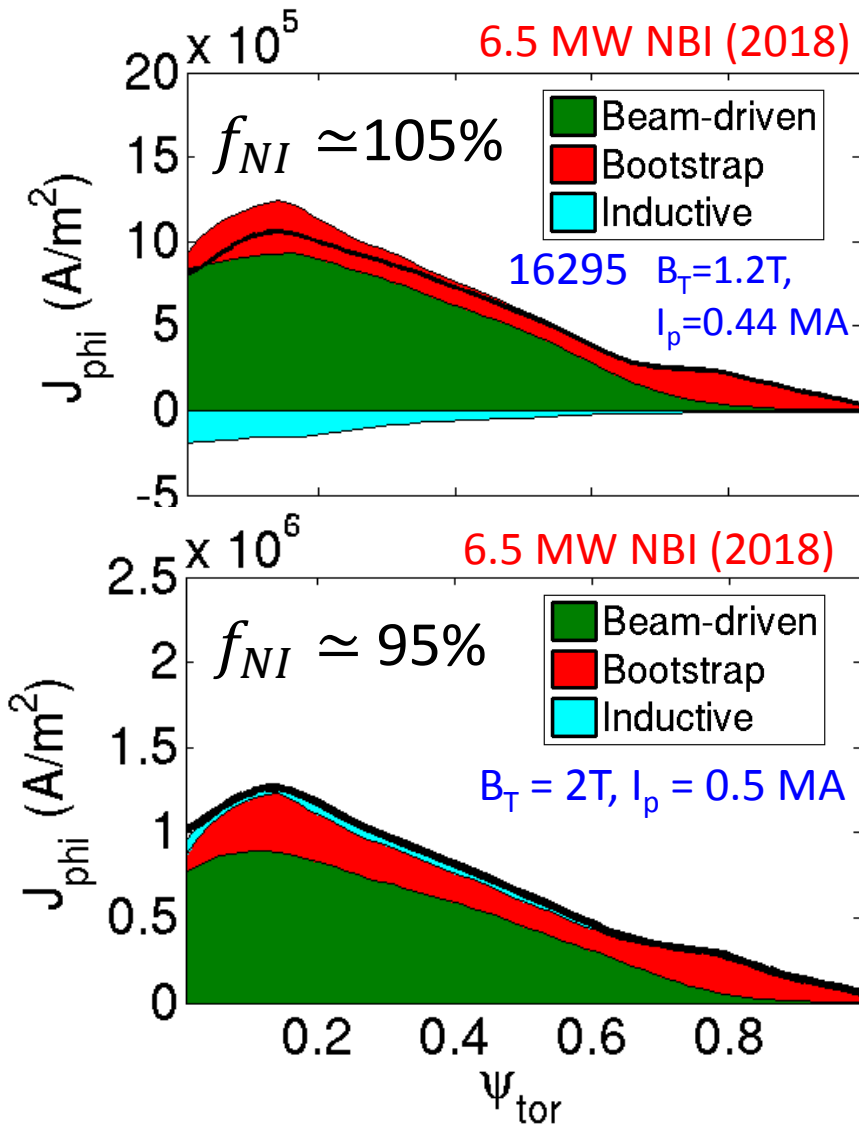 x 10^5
6.5 MW NBI (2018)
20
15
10
5
0
-5
J_phi (A/m^2)
f_NI ≃105%
Beam-driven
Bootstrap
Inductive
16295 B_T=1.2T,
I_p=0.44 MA
x 10^6
6.5 MW NBI (2018)
2.5
2
1.5
1
0.5
0
J_phi (A/m^2)
f_NI ≃ 95%
Beam-driven
Bootstrap
Inductive
B_T = 2T, I_p = 0.5 MA
0.2 0.4 0.6 0.8
Ψ_tor